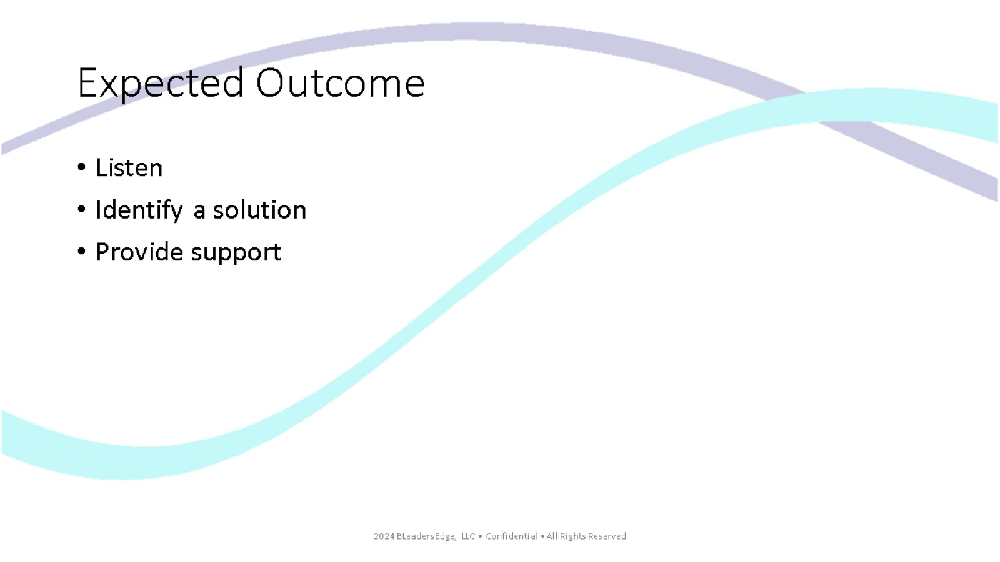 Expected Outcome
• Listen
• Identify a solution
• Provide support
2024 BLeadersEdge, LLC • Confidential • All Rights Reserved